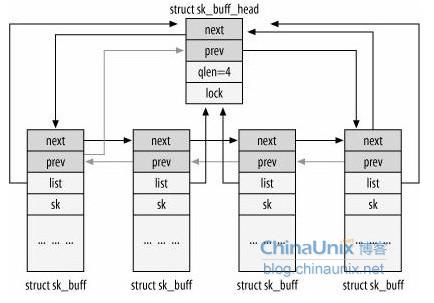 struct sk_buff_head
next
prev
qlen=4
lock
next
prev
list
sk
... ... ...
struct sk_buff
next
prev
list
sk
... ... ...
struct sk_buff
next
prev
list
sk
... ... ...
struct sk_buff
next
prev
list
sk
... ... ...
struct sk_buff
ChinaUnix 博客
blog.chinaunix.net